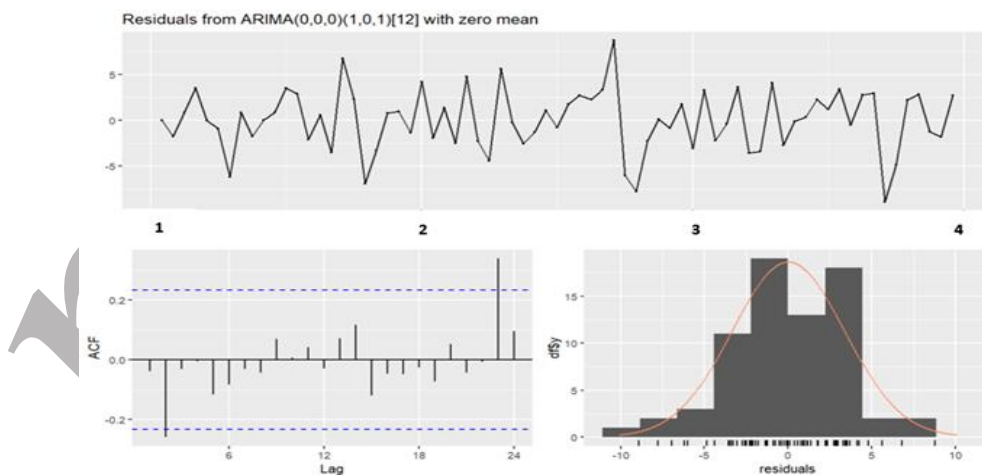 Residuals from ARIMA(0,0,0)(1,0,1)[12] with zero mean
5-
0-
-5-
1 2 3 4
ACF
0.2-
0.0-
-0.2-
6 12 18 24
Lag
df$y
15-
10-
5-
0-
-10 -5 0 5 10
residuals